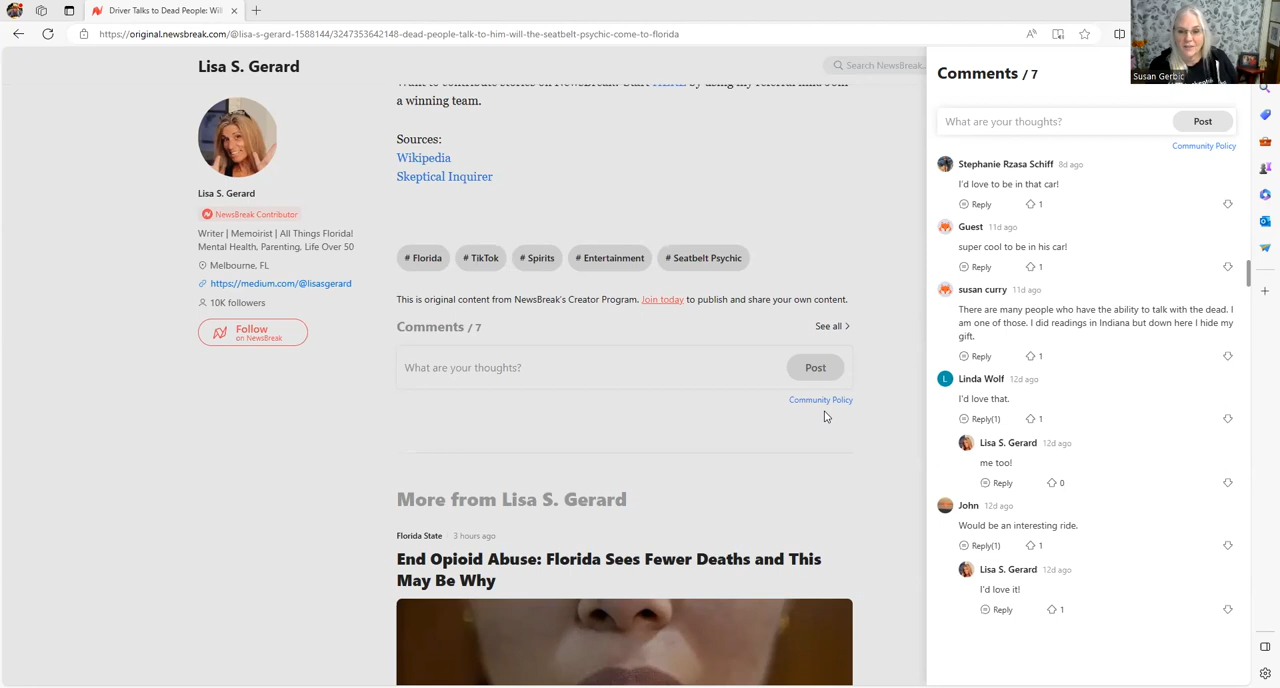 Driver Talks to Dead People: Wil
https://original.newsbreak.com/@lisa-s-gerard-1588144/3247353642148-dead-people-talk-to-him-will-the-seatbelt-psychic-come-to-florida
Susan Gerbic
Lisa S. Gerard
Search NewsBreak...
Lisa S. Gerard
NewsBreak Contributor
Writer | Memoirist | All Things Florida!
Mental Health, Parenting, Life Over 50
Melbourne, FL
https://medium.com/@lisasgerard
10K followers
Follow
on NewsBreak
a winning team.
Sources:
Wikipedia
Skeptical Inquirer
# Florida
# TikTok
# Spirits
# Entertainment
# Seatbelt Psychic
This is original content from NewsBreak's Creator Program. Join today to publish and share your own content.
Comments / 7
See all
What are your thoughts?
Post
Community Policy
More from Lisa S. Gerard
Florida State 3 hours ago
End Opioid Abuse: Florida Sees Fewer Deaths and This
May Be Why
Comments / 7
What are your thoughts?
Post
Community Policy
Stephanie Rzasa Schiff 8d ago
I'd love to be in that car!
Reply 1
Guest 11d ago
super cool to be in his car!
Reply 1
susan curry 11d ago
There are many people who have the ability to talk with the dead. I
am one of those. I did readings in Indiana but down here I hide my
gift.
Reply 1
Linda Wolf 12d ago
L
I'd love that.
Reply(1) 1
Lisa S. Gerard 12d ago
me too!
Reply 0
John 12d ago
Would be an interesting ride.
Reply(1) 1
Lisa S. Gerard 12d ago
I'd love it!
Reply 1